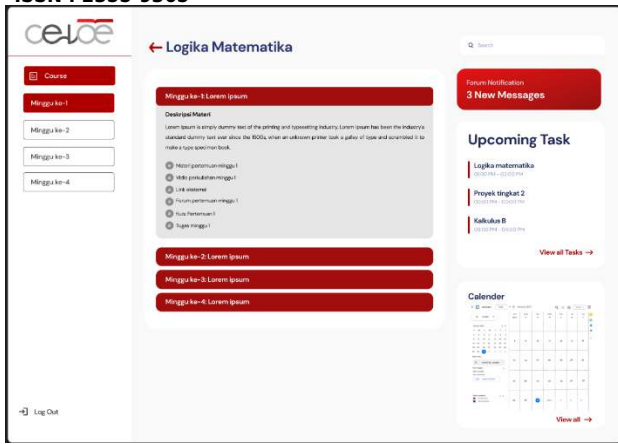 ISSN : 2355-9365
CELOE
← Logika Matematika
Search
Course
Minggu ke-1
Minggu ke-2
Minggu ke-3
Minggu ke-4
Log Out
Minggu ke-1: Lorem ipsum
Deskripsi Materi
Lorem Ipsum is simply dummy text of the printing and typesetting industry. Lorem Ipsum has been the industry's
standard dummy text ever since the 1500s, when an unknown printer took a galley of type and scrambled it to
make a type specimen book.
Materi pertemuan minggu 1
Vidio perkuliahan minggu 1
Link eksternal
Forum pertemuan minggu 1
Kuis Pertemuan 1
Tugas minggu 1
Minggu ke-2: Lorem ipsum
Minggu ke-3: Lorem ipsum
Minggu ke-4: Lorem ipsum
Forum Notification
3 New Messages
Upcoming Task
Logika matematika
Proyek tingkat 2
Kalkulus B
View all Tasks →
Calender
View all →